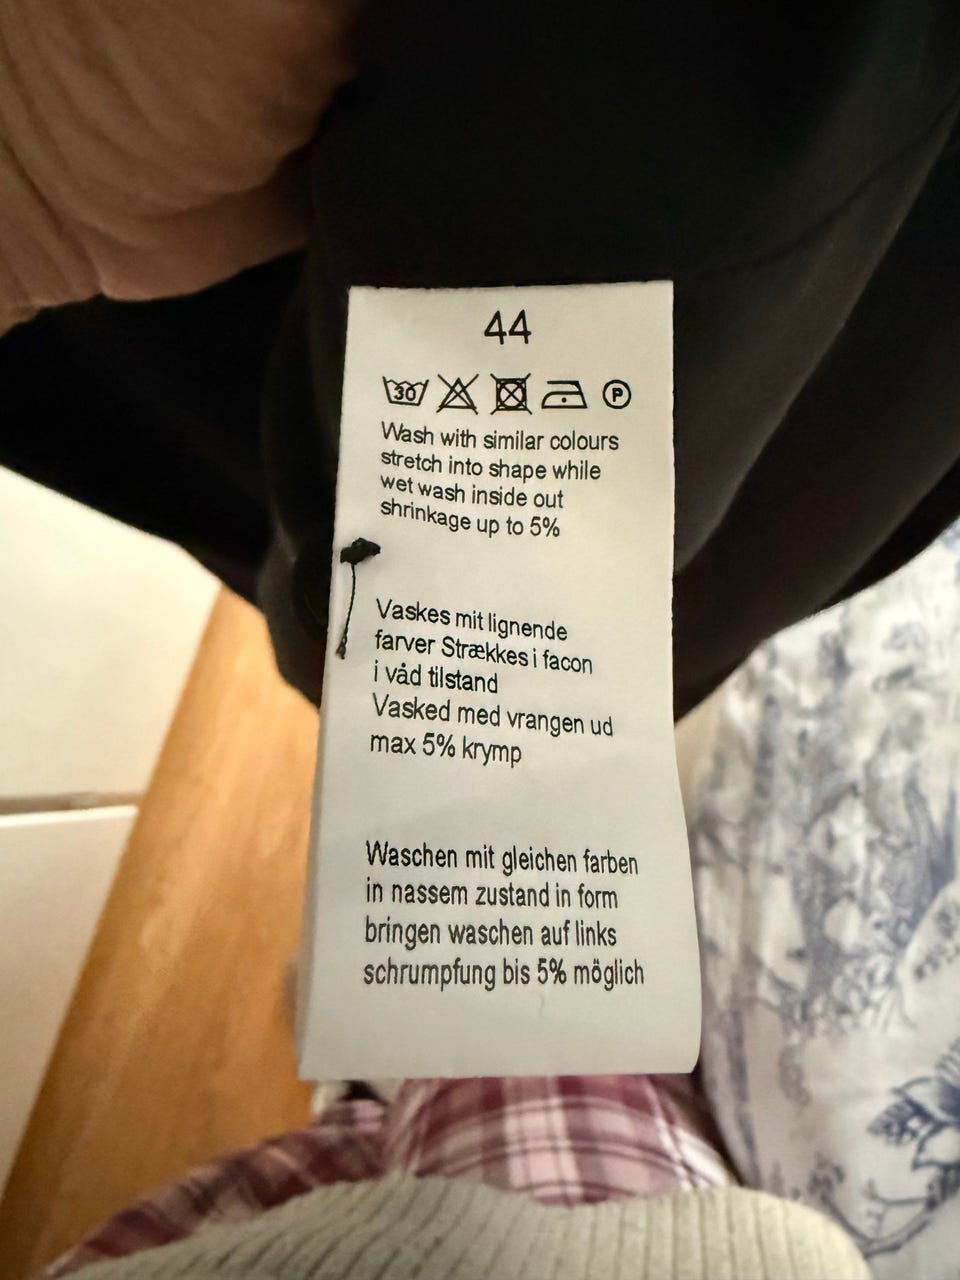 44
30 P
Wash with similar colours
stretch into shape while
wet wash inside out
shrinkage up to 5%
Vaskes mit lignende
farver Strækkes i facon
i våd tilstand
Vasked med vrangen ud
max 5% krymp
Waschen mit gleichen farben
in nassem zustand in form
bringen waschen auf links
schrumpfung bis 5% möglich